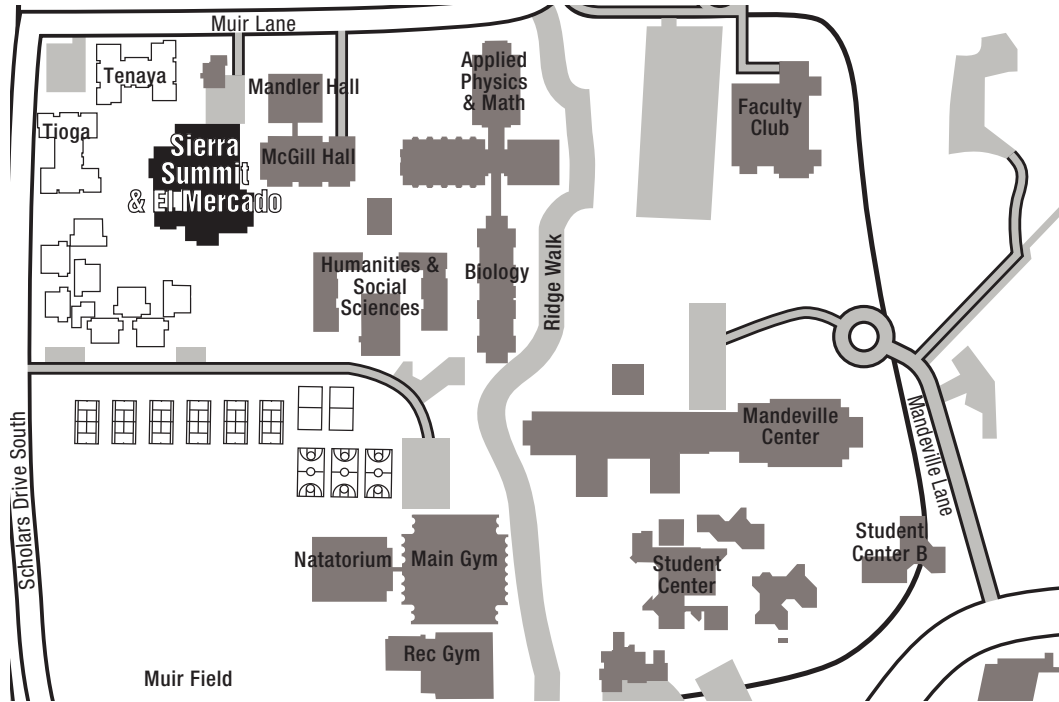 Muir Lane
Tenaya
Mandler Hall
Applied
Physics
& Math
Faculty
Club
Tioga
Sierra
Summit
& El Mercado
McGill Hall
Humanities &
Social
Sciences
Biology
Ridge Walk
Mandeville
Center
Mandeville Lane
Scholars Drive South
Natatorium
Main Gym
Student
Center
Student
Center B
Rec Gym
Muir Field